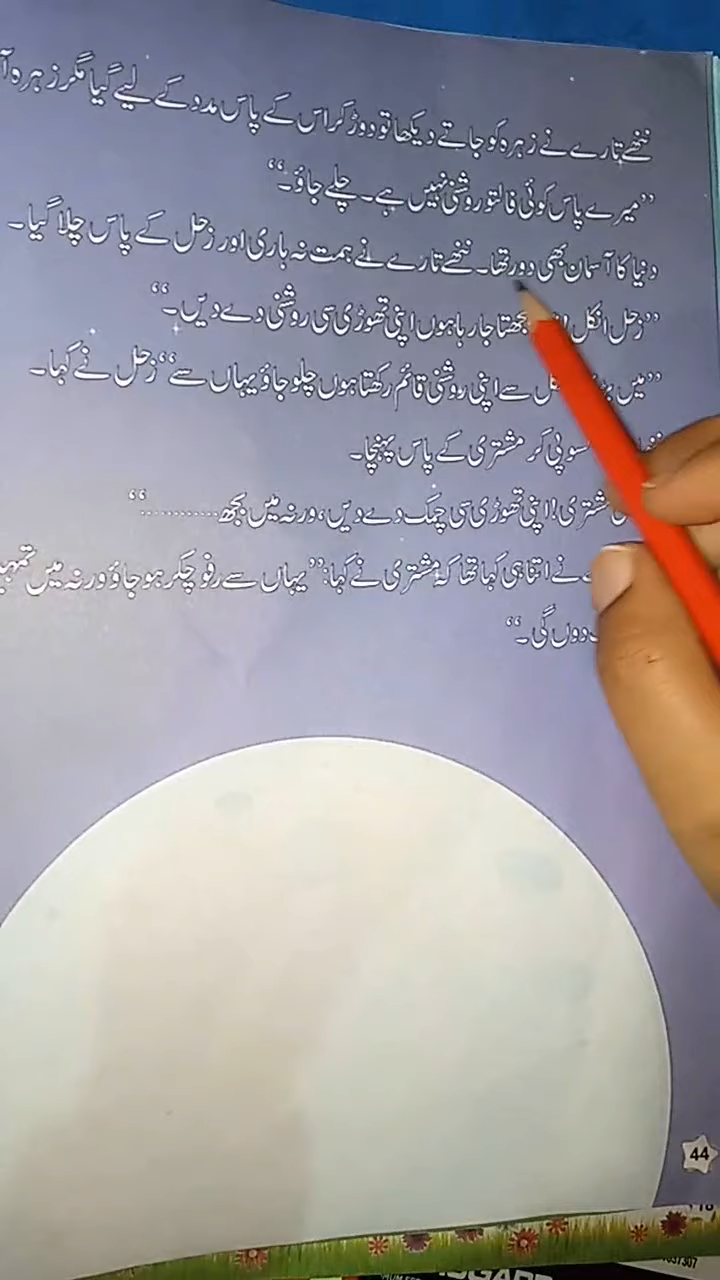 ننھے تارے نے زہرہ کو جاتے دیکھا تو دوڑ کر اس کے پاس مدد کے لیے گیا مگر زہرہ
”میرے پاس کوئی فالتو روشنی نہیں ہے۔ چلے جاؤ۔“
دنیا کا آسمان بھی دور تھا۔ ننھے تارے نے ہمت نہ ہاری اور زحل کے پاس چلا گیا۔
”زحل انکل! بجھتا جا رہا ہوں اپنی تھوڑی سی روشنی دے دیں۔“
”میں سے اپنی روشنی قائم رکھتا ہوں چلو جاؤ یہاں سے“ زحل نے کہا۔
پی کر مشتری کے پاس پہنچا۔
مشتری! اپنی تھوڑی سی چمک دے دیں، ورنہ میں بجھ ..........“
نے اتنا ہی کہا تھا کہ مشتری نے کہا: ”یہاں سے رفو چکر ہو جاؤ ورنہ میں
دوں گی۔“
44